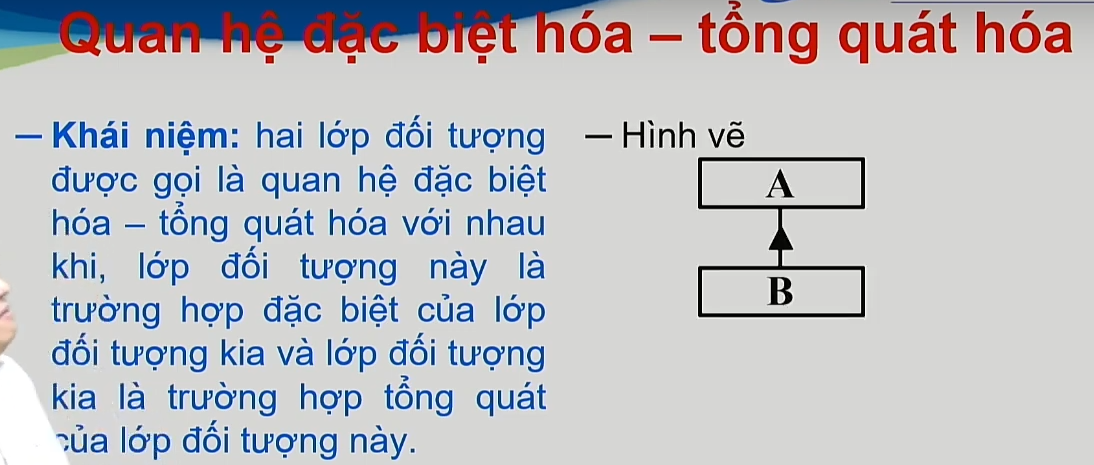 Quan hệ đặc biệt hóa – tổng quát hóa
— Khái niệm: hai lớp đối tượng
được gọi là quan hệ đặc biệt
hóa – tổng quát hóa với nhau
khi, lớp đối tượng này là
trường hợp đặc biệt của lớp
đối tượng kia và lớp đối tượng
kia là trường hợp tổng quát
của lớp đối tượng này.
— Hình vẽ
A
B